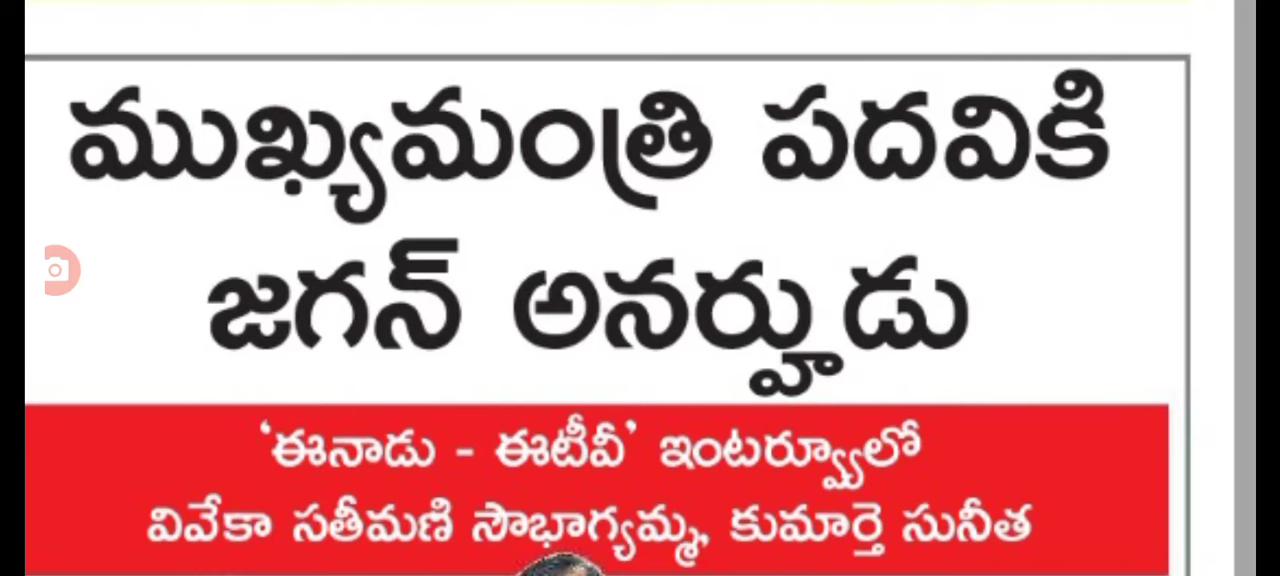 ముఖ్యమంత్రి పదవికి
జగన్ అనర్హుడు
‘ఈనాడు - ఈటీవీ’ ఇంటర్వ్యూలో
వివేకా సతీమణి సౌభాగ్యమ్మ, కుమార్తె సునీత